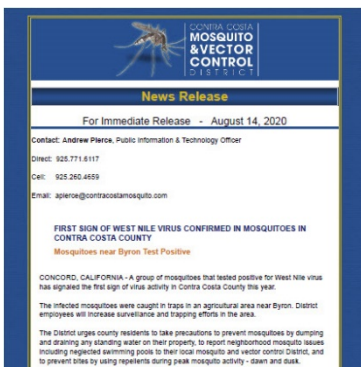 CONTRA COSTA
MOSQUITO
&VECTOR
CONTROL
DISTRICT
News Release
For Immediate Release - August 14, 2020
Contact: Andrew Pierce, Public Information & Technology Officer
Direct: 925.771.6117
Cell: 925.260.4659
Email: apierce@contracostamosquito.com
FIRST SIGN OF WEST NILE VIRUS CONFIRMED IN MOSQUITOES IN
CONTRA COSTA COUNTY
Mosquitoes near Byron Test Positive
CONCORD, CALIFORNIA - A group of mosquitoes that tested positive for West Nile virus
has signaled the first sign of virus activity in Contra Costa County this year.
The infected mosquitoes were caught in traps in an agricultural area near Byron. District
employees will increase surveillance and trapping efforts in the area.
The District urges county residents to take precautions to prevent mosquitoes by dumping
and draining any standing water on their property, to report neighborhood mosquito issues
including neglected swimming pools to their local mosquito and vector control District, and
to prevent bites by using repellents during peak mosquito activity - dawn and dusk.